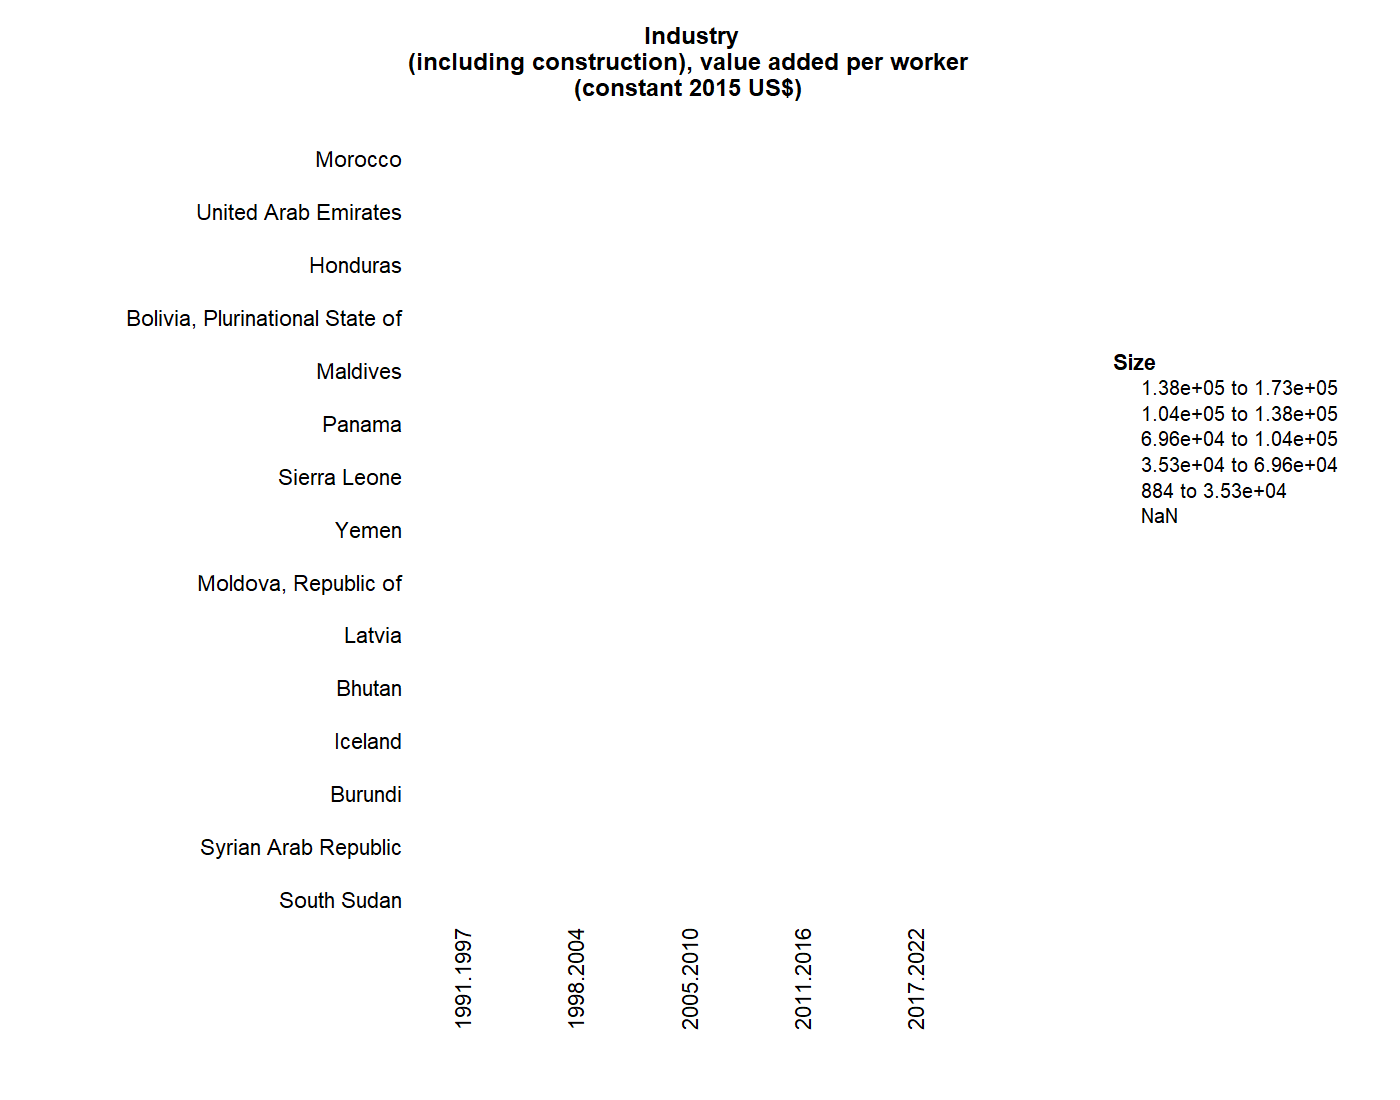 Industry
(including construction), value added per worker
(constant 2015 US$)
Morocco
United Arab Emirates
Honduras
Bolivia, Plurinational State of
Maldives
Panama
Sierra Leone
Yemen
Moldova, Republic of
Latvia
Bhutan
Iceland
Burundi
Syrian Arab Republic
South Sudan
1991.1997
1998.2004
2005.2010
2011.2016
2017.2022
Size
1.38e+05 to 1.73e+05
1.04e+05 to 1.38e+05
6.96e+04 to 1.04e+05
3.53e+04 to 6.96e+04
884 to 3.53e+04
NaN